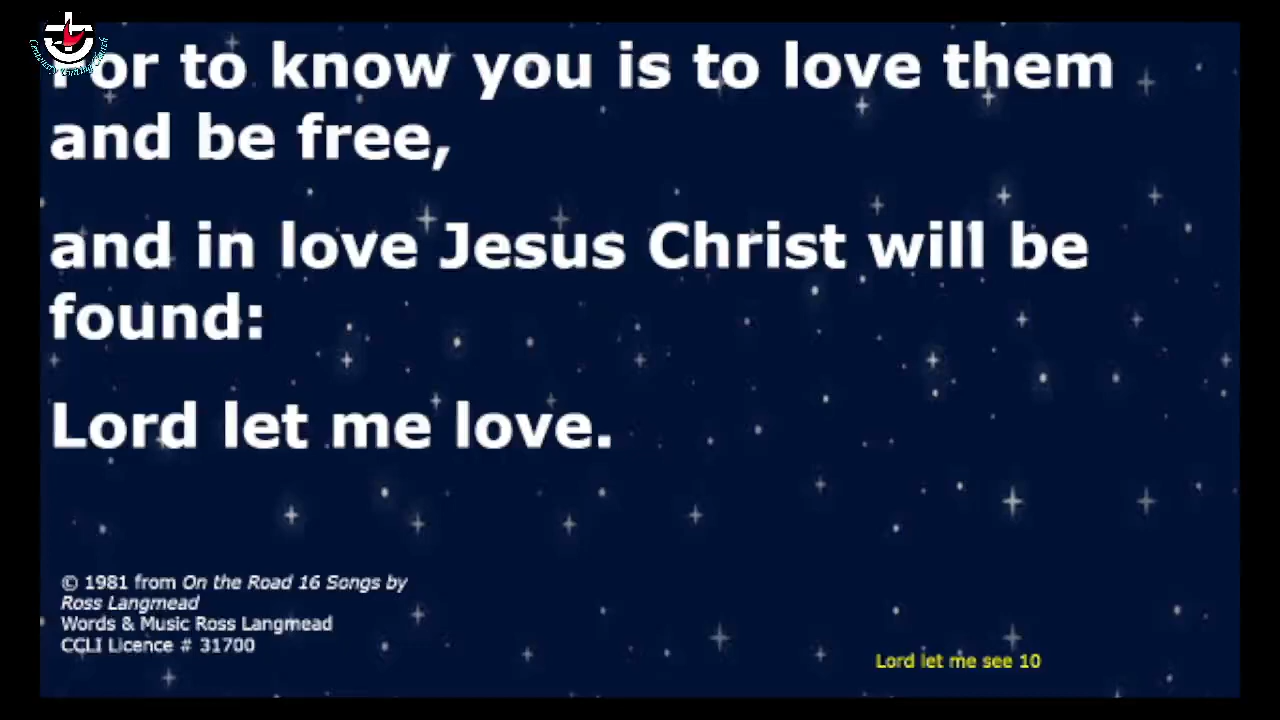 For to know you is to love them
and be free,
and in love Jesus Christ will be
found:
Lord let me love.
© 1981 from On the Road 16 Songs by
Ross Langmead
Words & Music Ross Langmead
CCLI Licence # 31700
Lord let me see 10